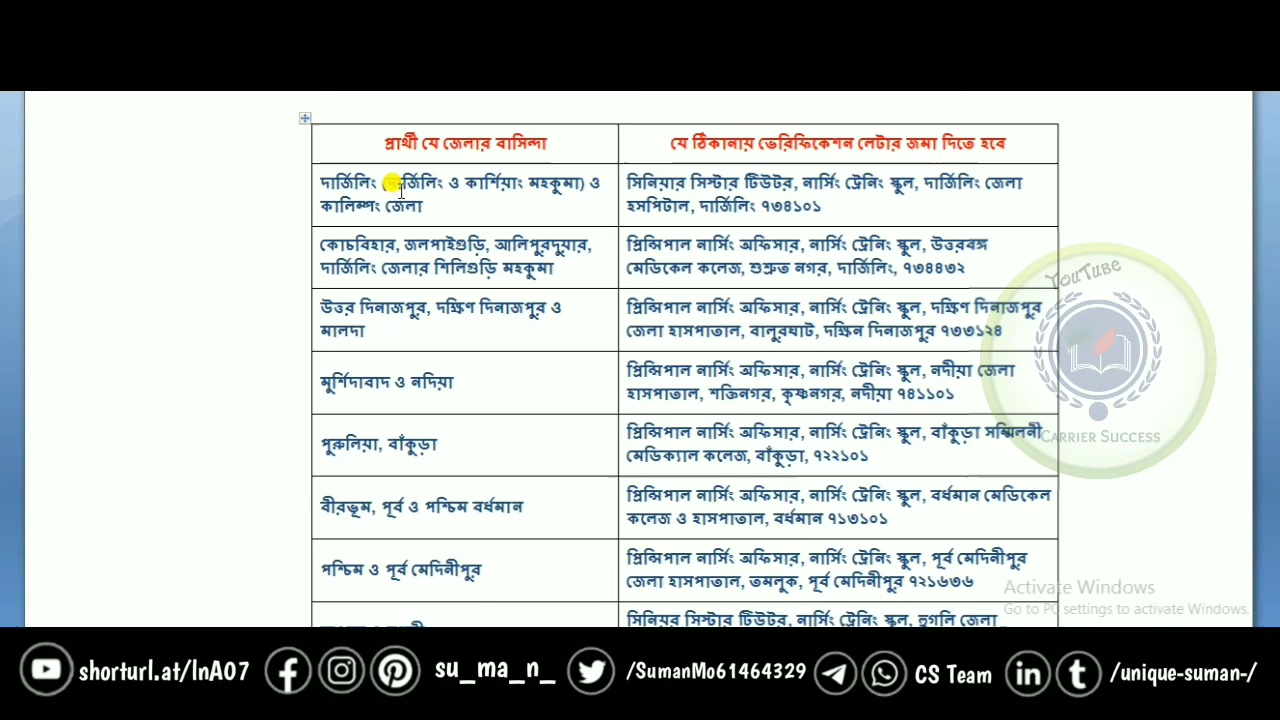 প্রার্থী যে জেলার বাসিন্দা
যে ঠিকানায় ভেরিফিকেশন লেটার জমা দিতে হবে
দার্জিলিং (দার্জিলিং ও কার্শিয়াং মহকুমা) ও
কালিম্পং জেলা
সিনিয়ার সিস্টার টিউটর, নার্সিং ট্রেনিং স্কুল, দার্জিলিং জেলা
হসপিটাল, দার্জিলিং ৭৩৪১০১
কোচবিহার, জলপাইগুড়ি, আলিপুরদুয়ার,
দার্জিলিং জেলার শিলিগুড়ি মহকুমা
প্রিন্সিপাল নার্সিং অফিসার, নার্সিং ট্রেনিং স্কুল, উত্তরবঙ্গ
মেডিকেল কলেজ, শুশ্রুত নগর, দার্জিলিং, ৭৩৪৪৩২
উত্তর দিনাজপুর, দক্ষিণ দিনাজপুর ও
মালদা
প্রিন্সিপাল নার্সিং অফিসার, নার্সিং ট্রেনিং স্কুল, দক্ষিণ দিনাজপুর
জেলা হাসপাতাল, বালুরঘাট, দক্ষিন দিনাজপুর ৭৩৩১২৪
মুর্শিদাবাদ ও নদিয়া
প্রিন্সিপাল নার্সিং অফিসার, নার্সিং ট্রেনিং স্কুল, নদীয়া জেলা
হাসপাতাল, শক্তিনগর, কৃষ্ণনগর, নদীয়া ৭৪১১০১
পুরুলিয়া, বাঁকুড়া
প্রিন্সিপাল নার্সিং অফিসার, নার্সিং ট্রেনিং স্কুল, বাঁকুড়া সম্মিলনী
মেডিক্যাল কলেজ, বাঁকুড়া, ৭২২১০১
বীরভূম, পূর্ব ও পশ্চিম বর্ধমান
প্রিন্সিপাল নার্সিং অফিসার, নার্সিং ট্রেনিং স্কুল, বর্ধমান মেডিকেল
কলেজ ও হাসপাতাল, বর্ধমান ৭১৩১০১
পশ্চিম ও পূর্ব মেদিনীপুর
প্রিন্সিপাল নার্সিং অফিসার, নার্সিং ট্রেনিং স্কুল, পূর্ব মেদিনীপুর
জেলা হাসপাতাল, তমলুক, পূর্ব মেদিনীপুর ৭২১৬৩৬
সিনিয়র সিস্টার টিউটর, নার্সিং ট্রেনিং স্কুল, হুগলি জেলা
YouTube
CARRIER SUCCESS
Activate Windows
Go to PC settings to activate Windows.
shorturl.at/lnA07
su_ma_n_
/SumanMo61464329
CS Team
/unique-suman-/